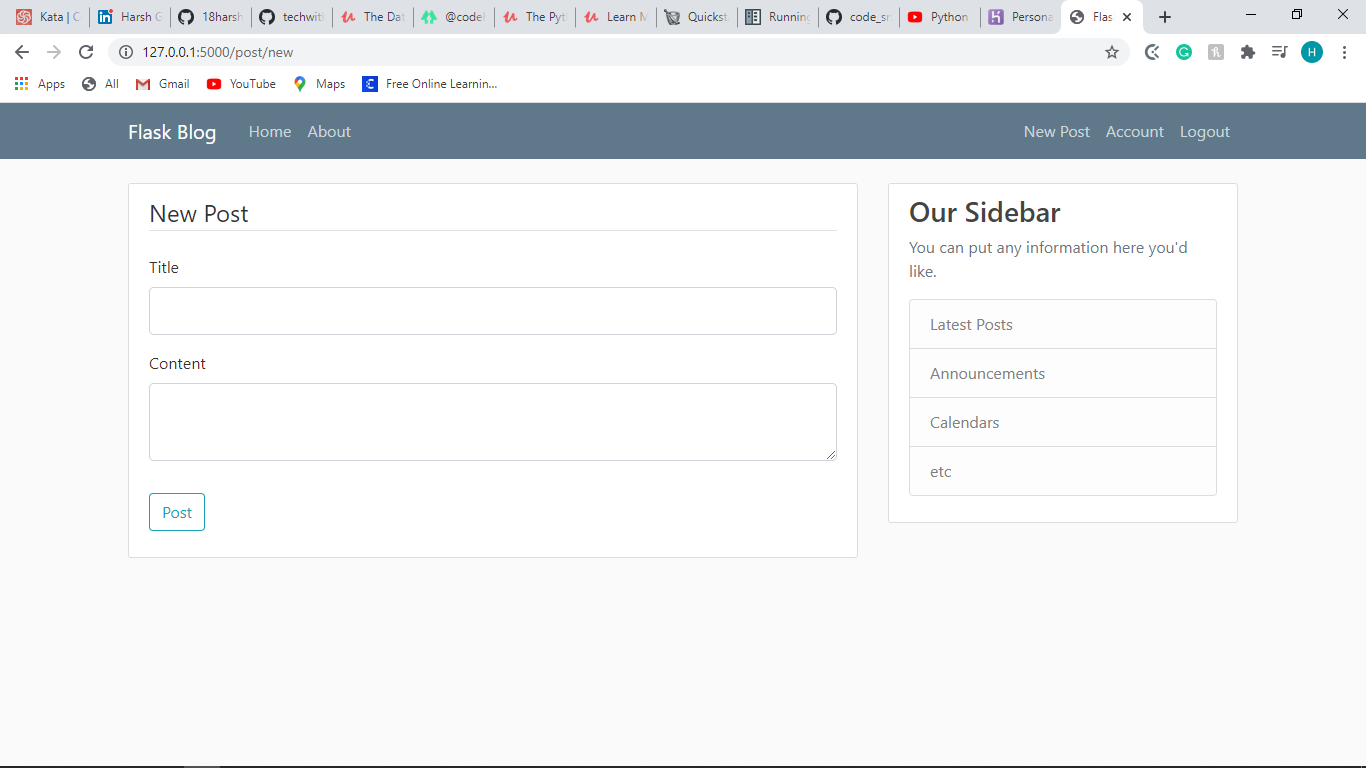 Kata | C
Harsh G
18harsh
techwit
The Dat
@code
The Pyt
Learn M
Quickst
Running
code_sn
Python
Persona
Flas
127.0.0.1:5000/post/new
H
Apps
All
Gmail
YouTube
Maps
Free Online Learnin...
Flask Blog
Home
About
New Post
Account
Logout
New Post
Title
Content
Post
Our Sidebar
You can put any information here you'd
like.
Latest Posts
Announcements
Calendars
etc